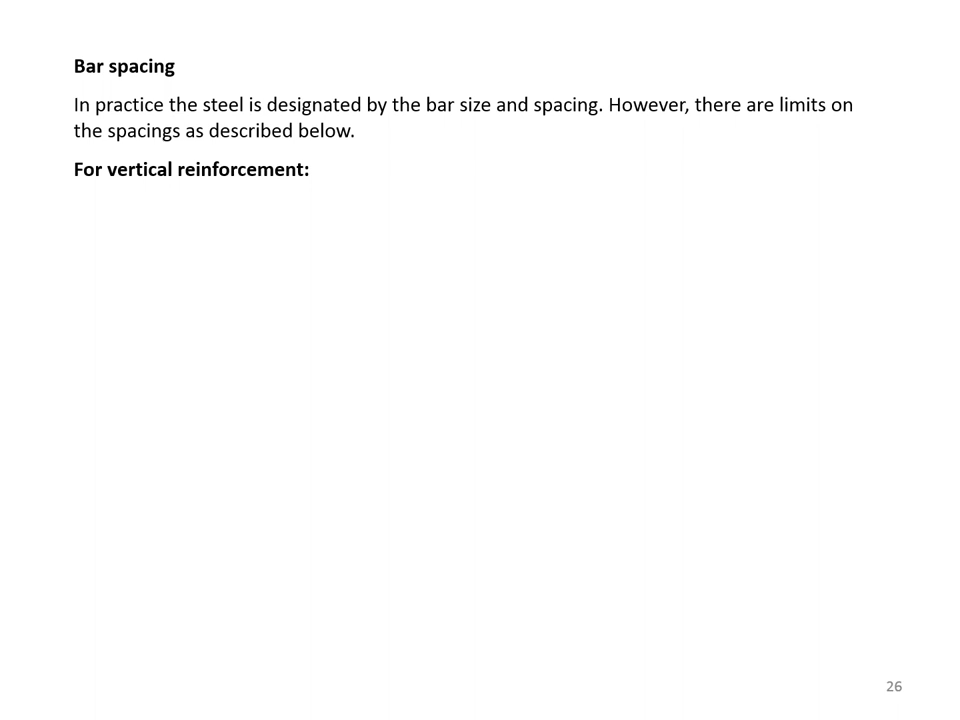 Bar spacing
In practice the steel is designated by the bar size and spacing. However, there are limits on
the spacings as described below.
For vertical reinforcement:
26